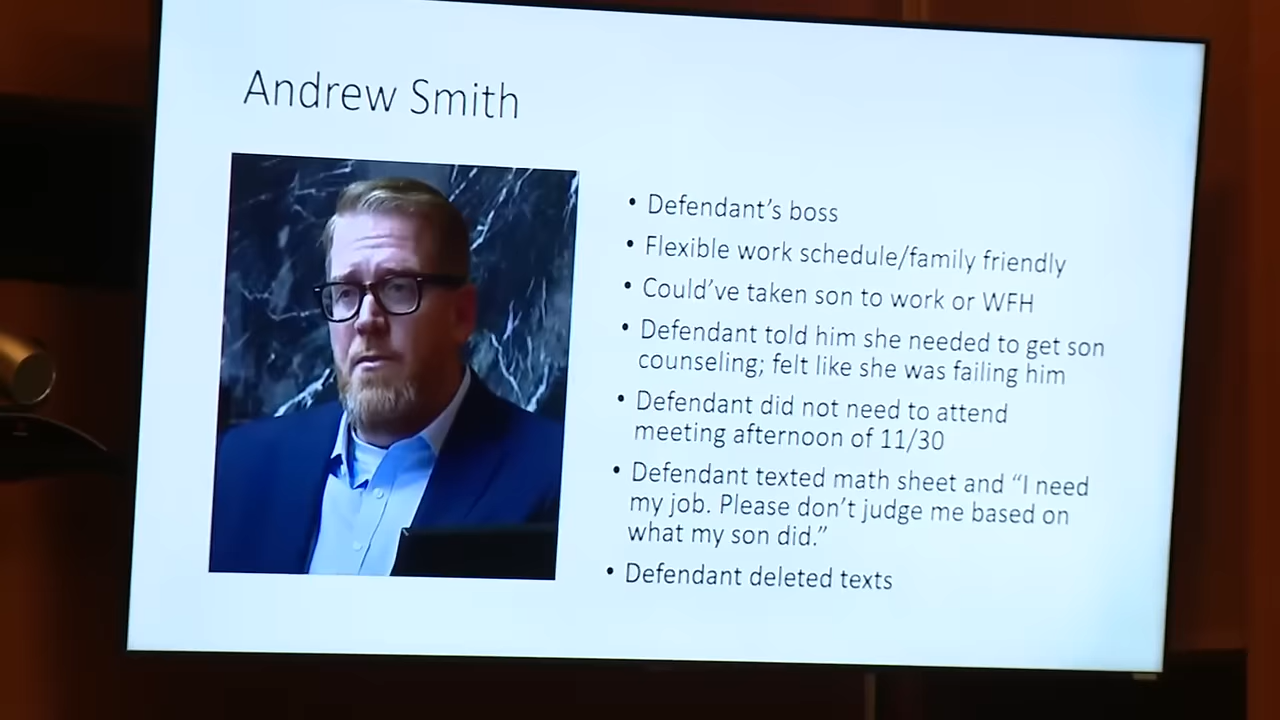 Andrew Smith
• Defendant’s boss
• Flexible work schedule/family friendly
• Could’ve taken son to work or WFH
• Defendant told him she needed to get son
counseling; felt like she was failing him
• Defendant did not need to attend
meeting afternoon of 11/30
• Defendant texted math sheet and “I need
my job. Please don’t judge me based on
what my son did.”
• Defendant deleted texts